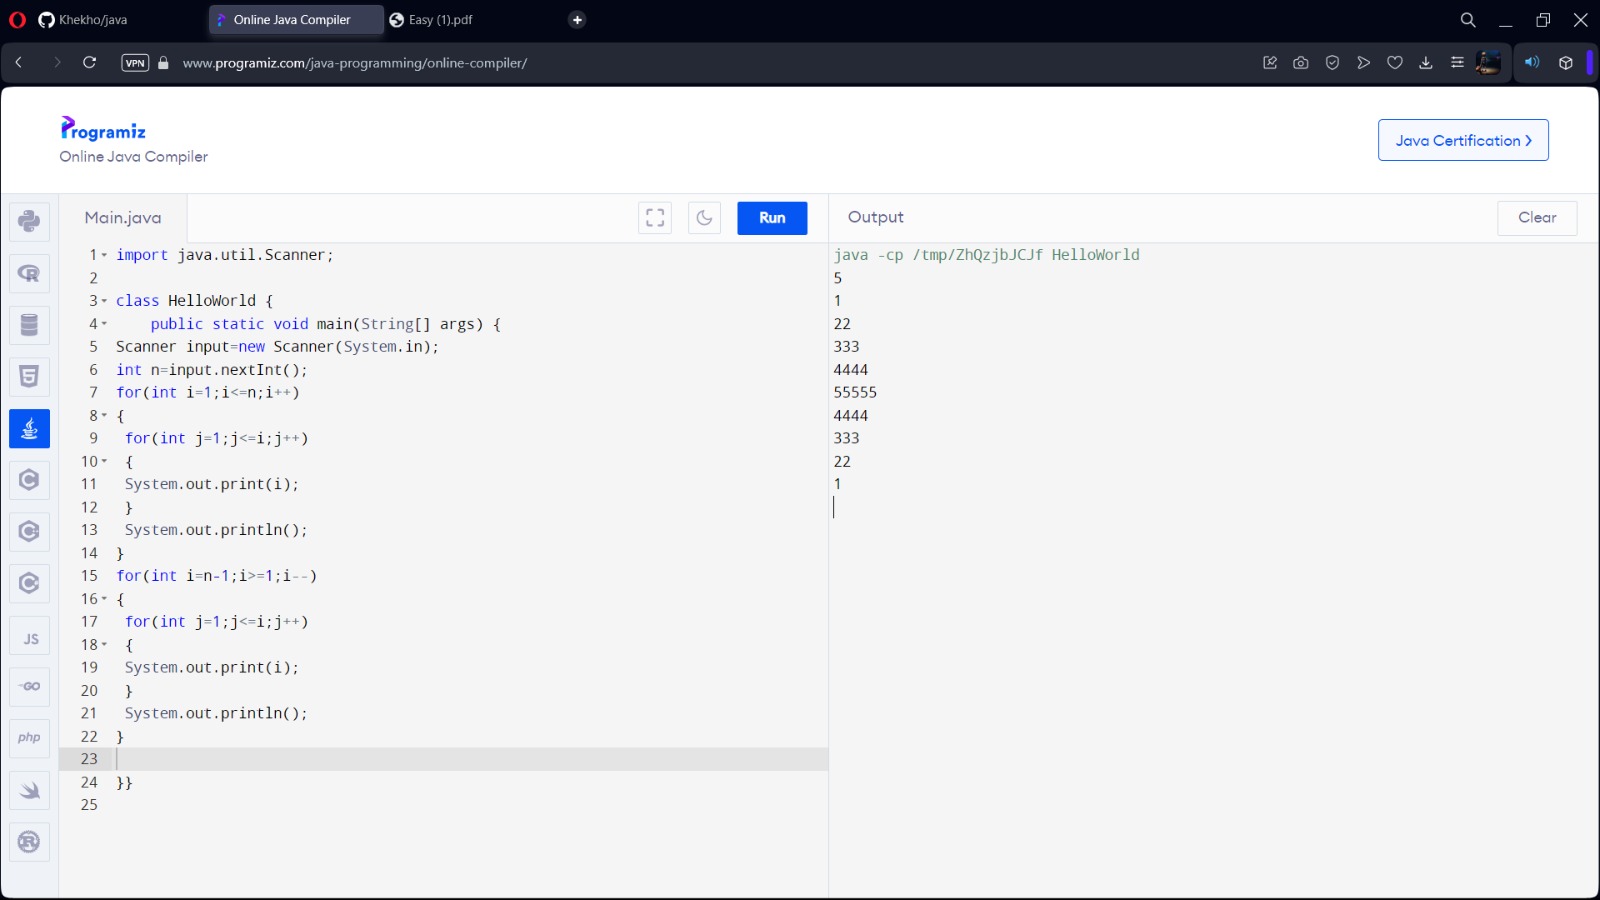 Khekho/java
Online Java Compiler
Easy (1).pdf
VPN
www.programiz.com/java-programming/online-compiler/
Programiz
Online Java Compiler
Java Certification
Main.java
Run
Output
Clear
1 import java.util.Scanner;
2
3 class HelloWorld {
4     public static void main(String[] args) {
5 Scanner input=new Scanner(System.in);
6 int n=input.nextInt();
7 for(int i=1;i<=n;i++)
8 {
9  for(int j=1;j<=i;j++)
10  {
11  System.out.print(i);
12  }
13  System.out.println();
14 }
15 for(int i=n-1;i>=1;i--)
16 {
17  for(int j=1;j<=i;j++)
18  {
19  System.out.print(i);
20  }
21  System.out.println();
22 }
23
24 }}
25
java -cp /tmp/ZhQzjbJCJf HelloWorld
5
1
22
333
4444
55555
4444
333
22
1
R
5
C
C
C
JS
GO
php
R